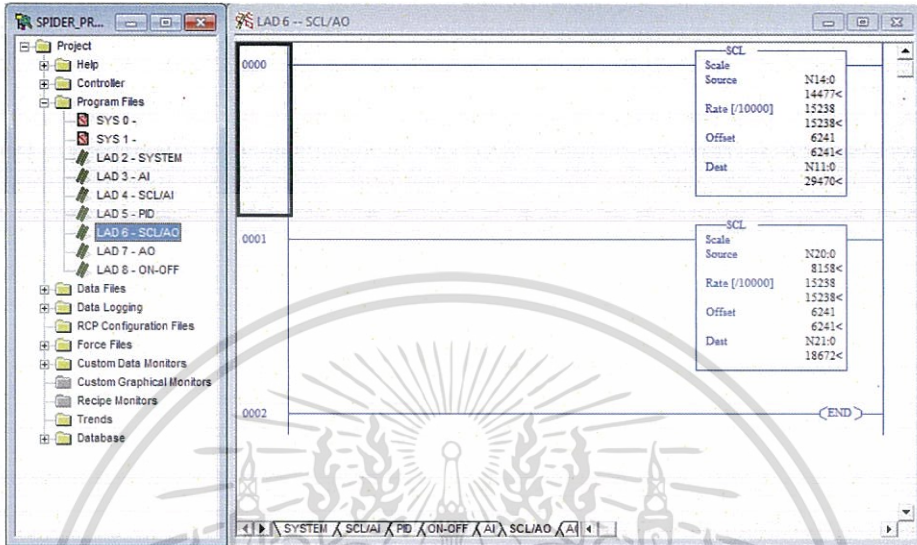 SPIDER_PR...
Project
Help
Controller
Program Files
SYS 0 -
SYS 1 -
LAD 2 - SYSTEM
LAD 3 - AI
LAD 4 - SCL/AI
LAD 5 - PID
LAD 6 - SCL/AO
LAD 7 - AO
LAD 8 - ON-OFF
Data Files
Data Logging
RCP Configuration Files
Force Files
Custom Data Monitors
Custom Graphical Monitors
Recipe Monitors
Trends
Database
LAD 6 -- SCL/AO
0000
SCL
Scale
Source N14:0
14477<
Rate [/10000] 15238
15238<
Offset 6241
6241<
Dest N11:0
29470<
0001
SCL
Scale
Source N20:0
8158<
Rate [/10000] 15238
15238<
Offset 6241
6241<
Dest N21:0
18672<
0002
END
SYSTEM SCL/AI PID ON-OFF AI SCL/AO